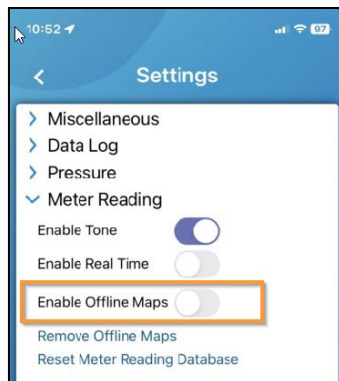 10:52 97
Settings
Miscellaneous
Data Log
Pressure
Meter Reading
Enable Tone
Enable Real Time
Enable Offline Maps
Remove Offline Maps
Reset Meter Reading Database